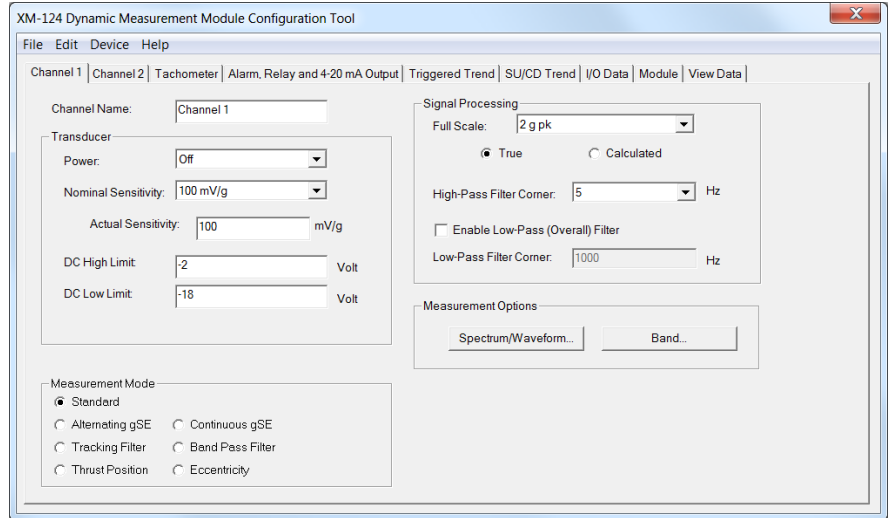 XM-124 Dynamic Measurement Module Configuration Tool
File Edit Device Help
Channel 1 Channel 2 Tachometer Alarm, Relay and 4-20 mA Output Triggered Trend SU/CD Trend I/O Data Module View Data
Channel Name: Channel 1
Transducer
Power: Off
Nominal Sensitivity: 100 mV/g
Actual Sensitivity: 100 mV/g
DC High Limit: -2 Volt
DC Low Limit: -18 Volt
Measurement Mode
Standard
Alternating gSE Continuous gSE
Tracking Filter Band Pass Filter
Thrust Position Eccentricity
Signal Processing
Full Scale: 2 g pk
True Calculated
High-Pass Filter Corner: 5 Hz
Enable Low-Pass (Overall) Filter
Low-Pass Filter Corner: 1000 Hz
Measurement Options
Spectrum/Waveform... Band...